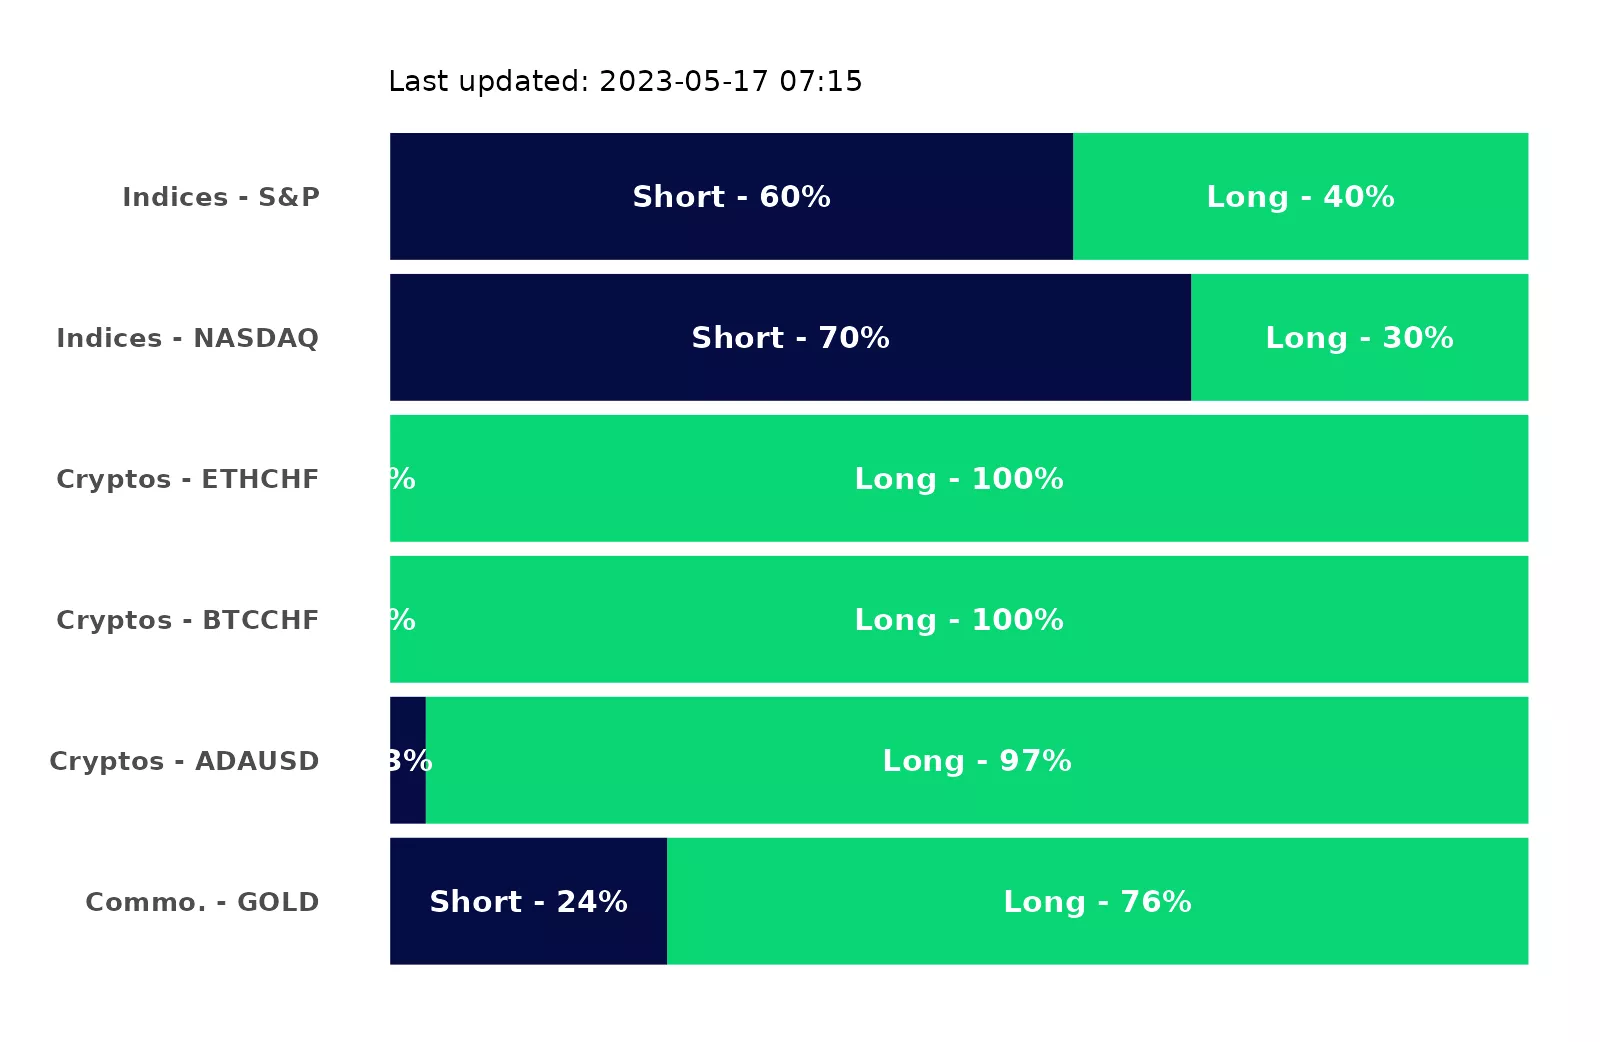 Last updated: 2023-05-17 07:15
Indices - S&P Short - 60% Long - 40%
Indices - NASDAQ Short - 70% Long - 30%
Cryptos - ETHCHF % Long - 100%
Cryptos - BTCCHF % Long - 100%
Cryptos - ADAUSD 3% Long - 97%
Commo. - GOLD Short - 24% Long - 76%